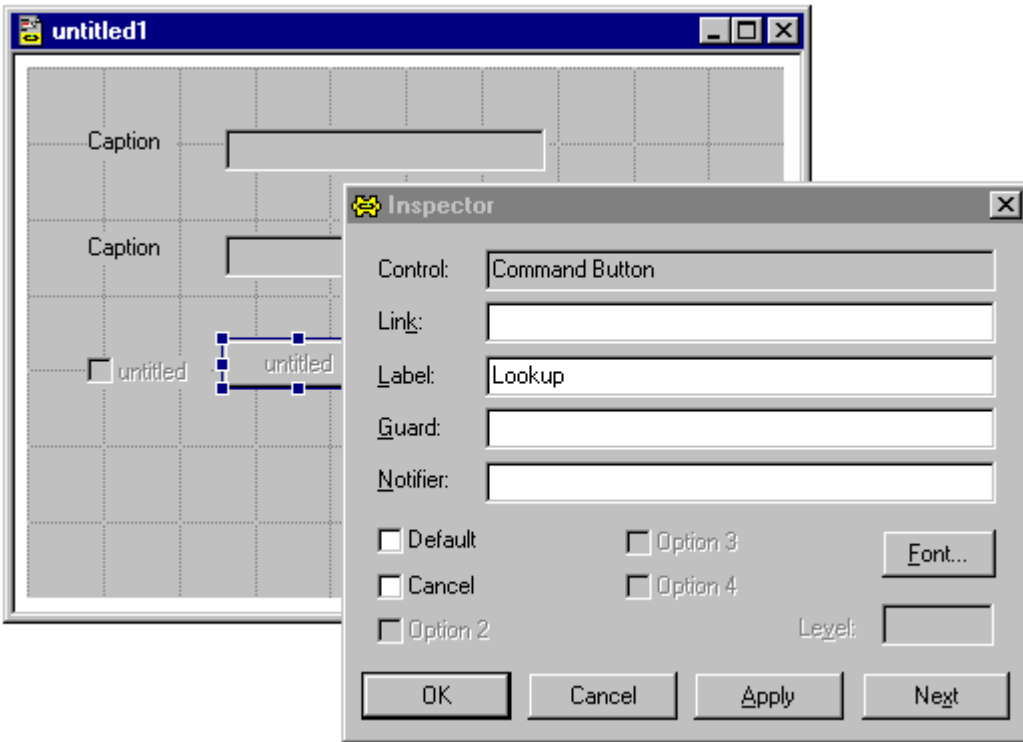 untitled1
Caption
Caption
untitled
untitled
Inspector
Control: Command Button
Link:
Label: Lookup
Guard:
Notifier:
Default
Option 3
Font...
Cancel
Option 4
Option 2
Level:
OK
Cancel
Apply
Next